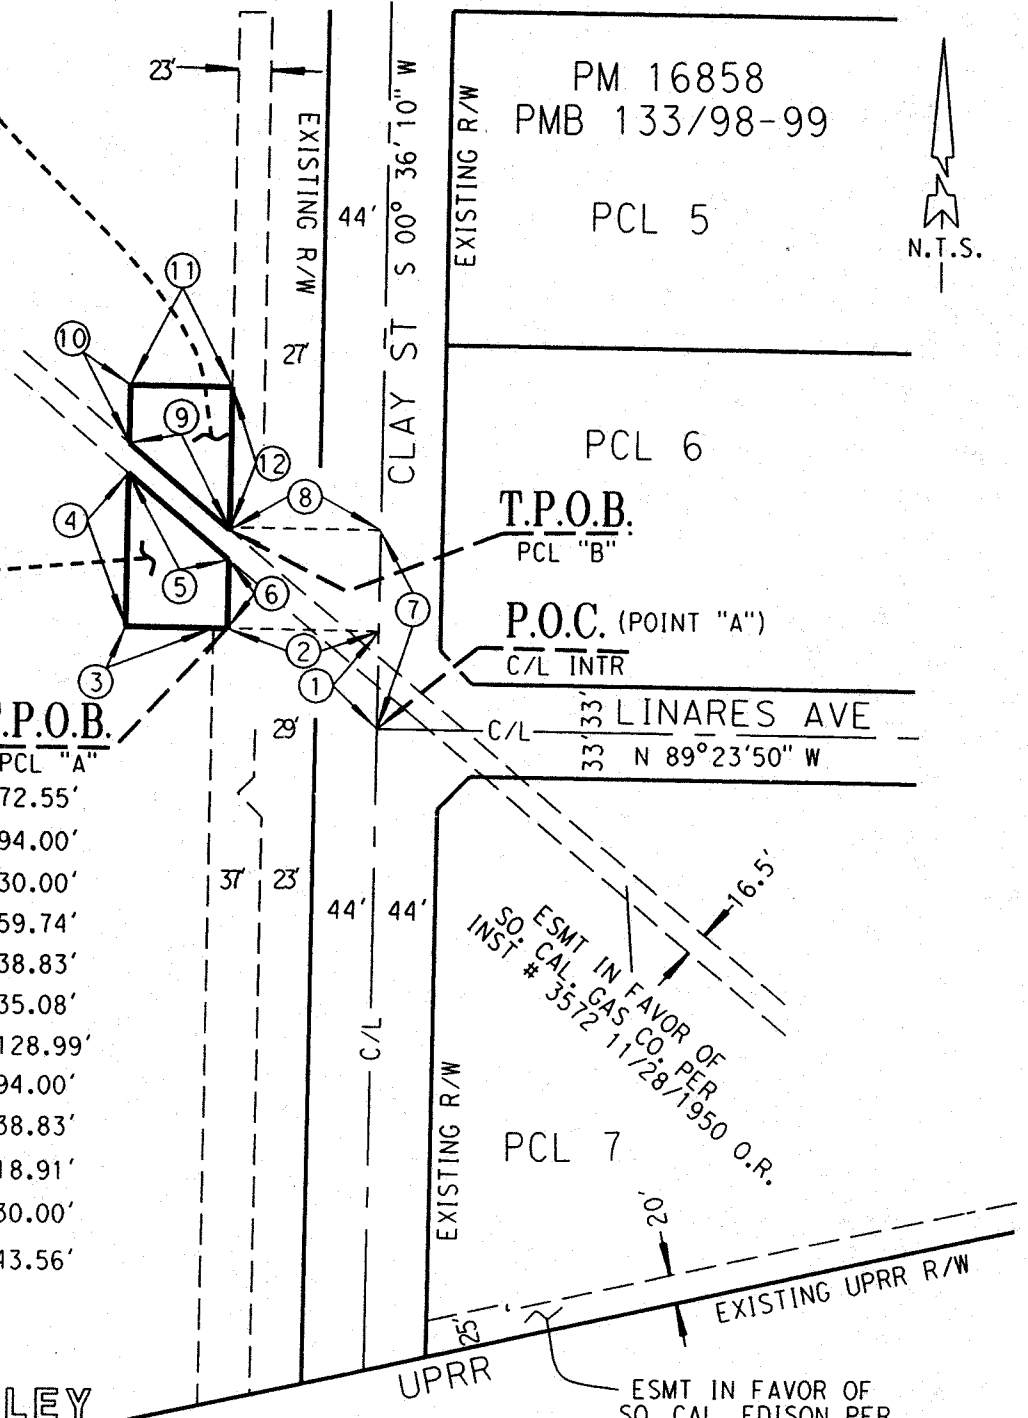 23'
EXISTING R/W
44'
S 00° 36' 10" W
CLAY ST
EXISTING R/W
27'
PM 16858
PMB 133/98-99
PCL 5
N.T.S.
11
10
9
12
PCL 6
8
4
T.P.O.B.
PCL "B"
5
6
7
P.O.C. (POINT "A")
C/L INTR
2
1
3
.P.O.B.
PCL "A"
29'
C/L
33'
33'
LINARES AVE
N 89°23'50" W
72.55'
94.00'
30.00'
59.74'
38.83'
35.08'
128.99'
94.00'
38.83'
18.91'
30.00'
43.56'
37'
23'
44'
44'
16.5'
ESMT IN FAVOR OF
SO. CAL. GAS CO. PER
INST # 3572 11/28/1950 O.R.
C/L
EXISTING R/W
PCL 7
20'
25'
EXISTING UPRR R/W
UPRR
LEY
ESMT IN FAVOR OF
SO. CAL. EDISON PER